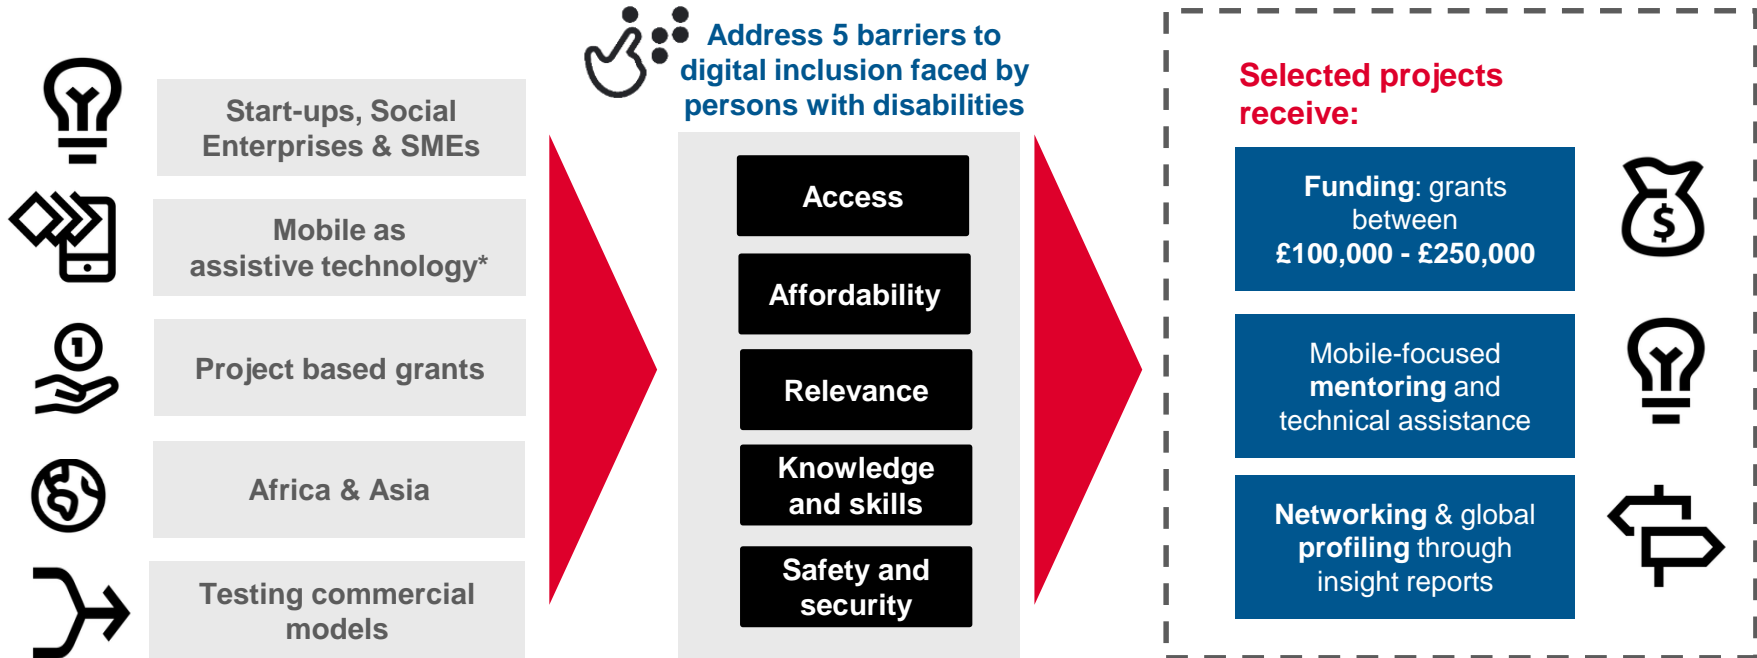 Start-ups, Social
Enterprises & SMEs
Mobile as
assistive technology*
1
Project based grants
Africa & Asia
Testing commercial
models
Address 5 barriers to
digital inclusion faced by
persons with disabilities
Access
Affordability
Relevance
Knowledge
and skills
Safety and
security
Selected projects
receive:
Funding: grants
between
£100,000 - £250,000
$
Mobile-focused
mentoring and
technical assistance
Networking & global
profiling through
insight reports